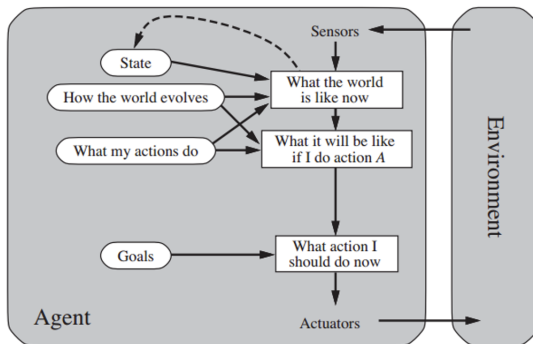 Sensors
State
What the world
is like now
How the world evolves
What it will be like
if I do action A
What my actions do
Environment
What action I
should do now
Goals
Agent
Actuators